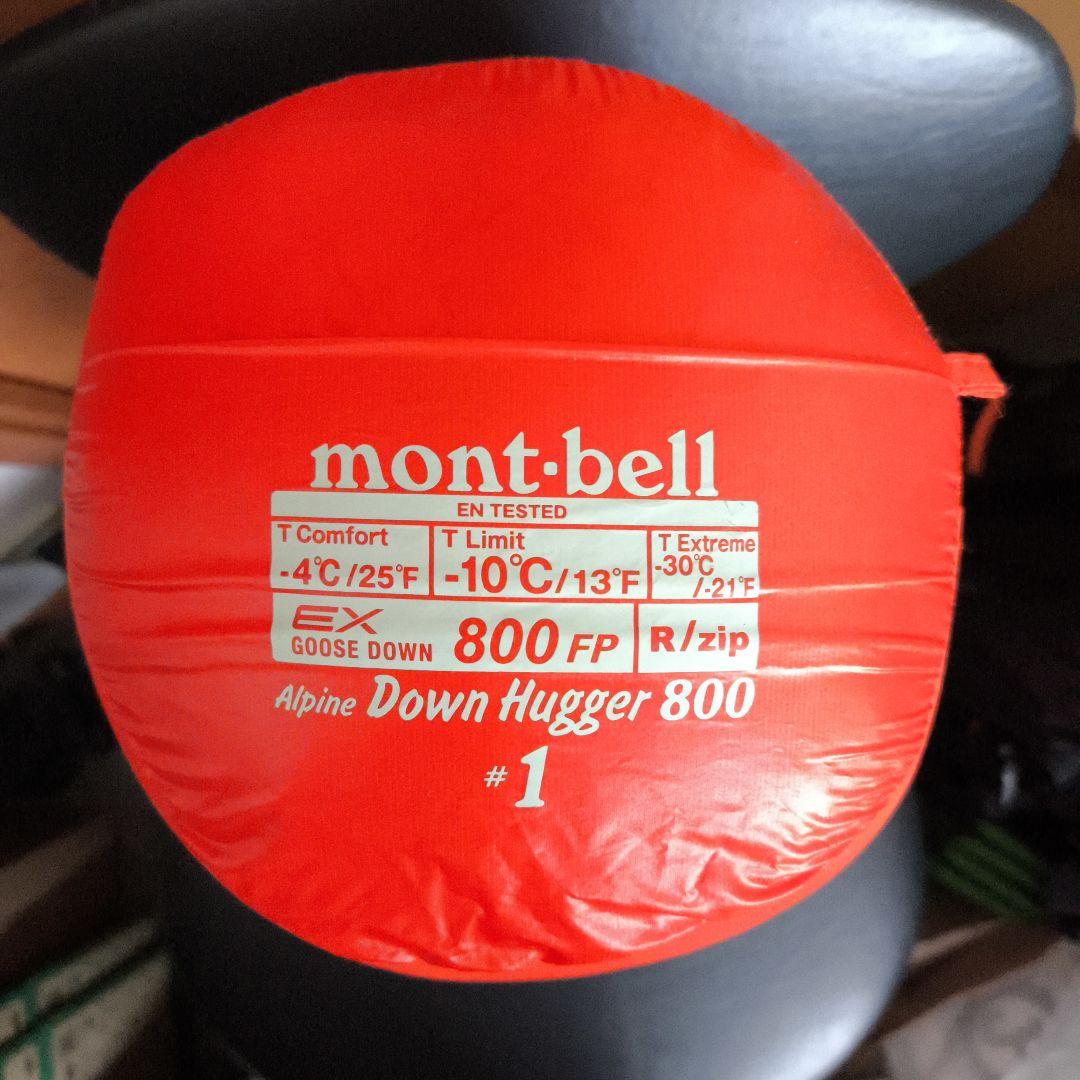 mont·bell
EN TESTED
T Comfort
-4℃/25℉
T Limit
-10℃/13℉
T Extreme
-30℃
/-21℉
EX
GOOSE DOWN
800 FP
R/zip
Alpine Down Hugger 800
#1